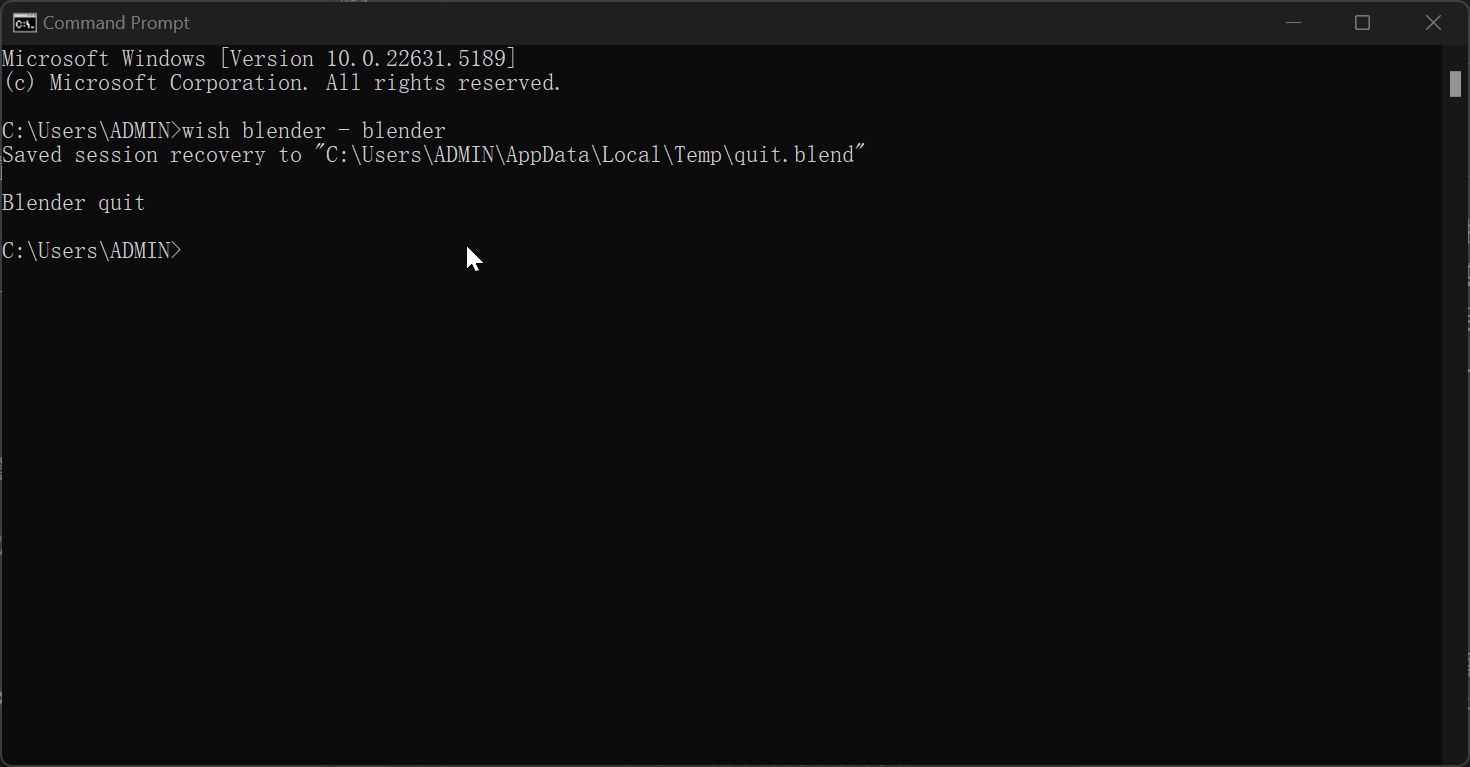 Command Prompt
Microsoft Windows [Version 10.0.22631.5189]
(c) Microsoft Corporation. All rights reserved.
C:\Users\ADMIN>wish blender - blender
Saved session recovery to "C:\Users\ADMIN\AppData\Local\Temp\quit.blend"
Blender quit
C:\Users\ADMIN>